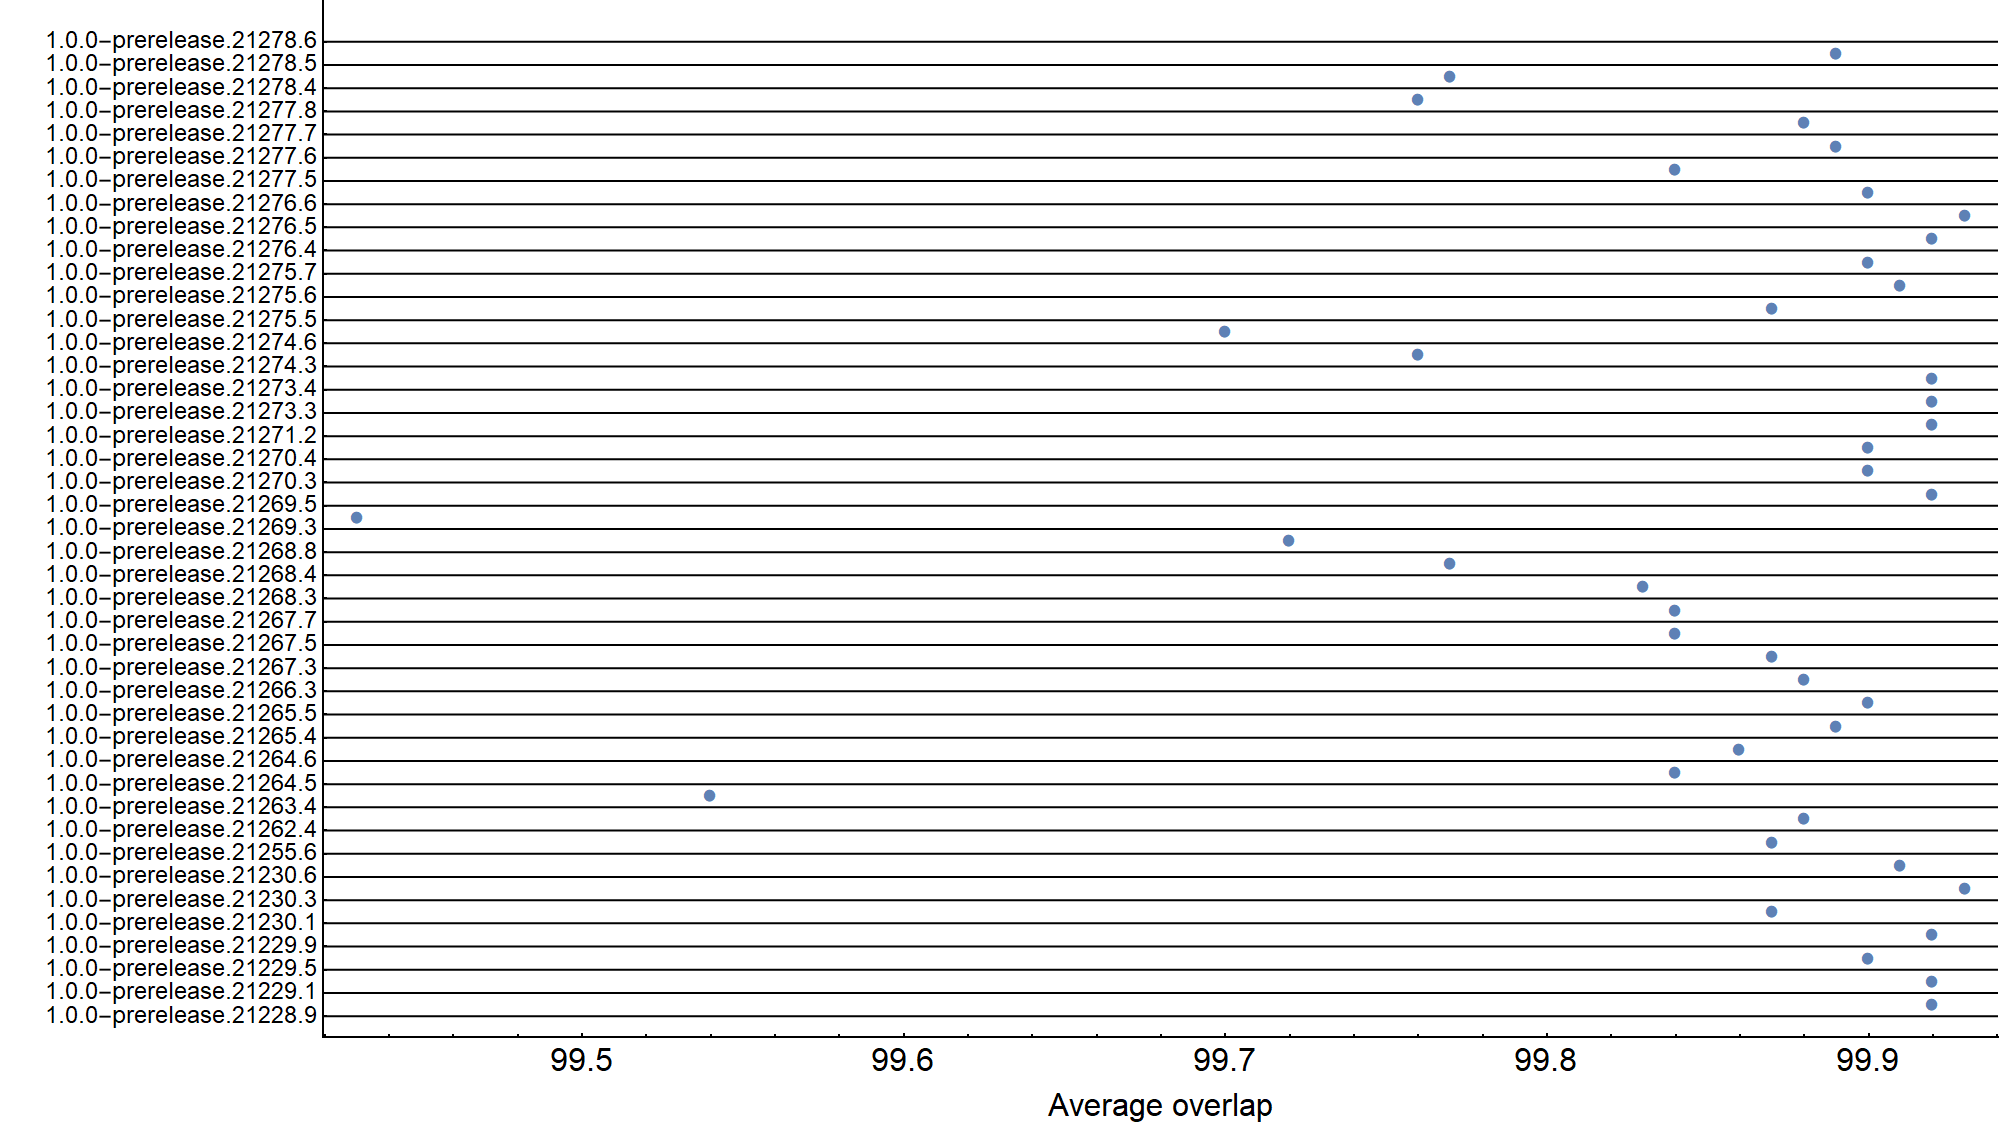 1.0.0−prerelease.21278.6
1.0.0−prerelease.21278.5
1.0.0−prerelease.21278.4
1.0.0−prerelease.21277.8
1.0.0−prerelease.21277.7
1.0.0−prerelease.21277.6
1.0.0−prerelease.21277.5
1.0.0−prerelease.21276.6
1.0.0−prerelease.21276.5
1.0.0−prerelease.21276.4
1.0.0−prerelease.21275.7
1.0.0−prerelease.21275.6
1.0.0−prerelease.21275.5
1.0.0−prerelease.21274.6
1.0.0−prerelease.21274.3
1.0.0−prerelease.21273.4
1.0.0−prerelease.21273.3
1.0.0−prerelease.21271.2
1.0.0−prerelease.21270.4
1.0.0−prerelease.21270.3
1.0.0−prerelease.21269.5
1.0.0−prerelease.21269.3
1.0.0−prerelease.21268.8
1.0.0−prerelease.21268.4
1.0.0−prerelease.21268.3
1.0.0−prerelease.21267.7
1.0.0−prerelease.21267.5
1.0.0−prerelease.21267.3
1.0.0−prerelease.21266.3
1.0.0−prerelease.21265.5
1.0.0−prerelease.21265.4
1.0.0−prerelease.21264.6
1.0.0−prerelease.21264.5
1.0.0−prerelease.21263.4
1.0.0−prerelease.21262.4
1.0.0−prerelease.21255.6
1.0.0−prerelease.21230.6
1.0.0−prerelease.21230.3
1.0.0−prerelease.21230.1
1.0.0−prerelease.21229.9
1.0.0−prerelease.21229.5
1.0.0−prerelease.21229.1
1.0.0−prerelease.21228.9
99.5 99.6 99.7 99.8 99.9
Average overlap